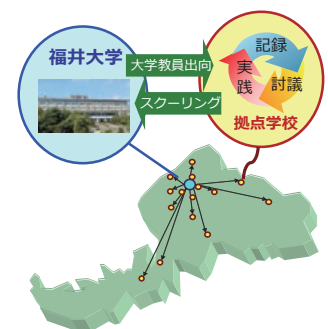 福井大学
大学教員出向
スクーリング
記録
実践
討議
拠点学校